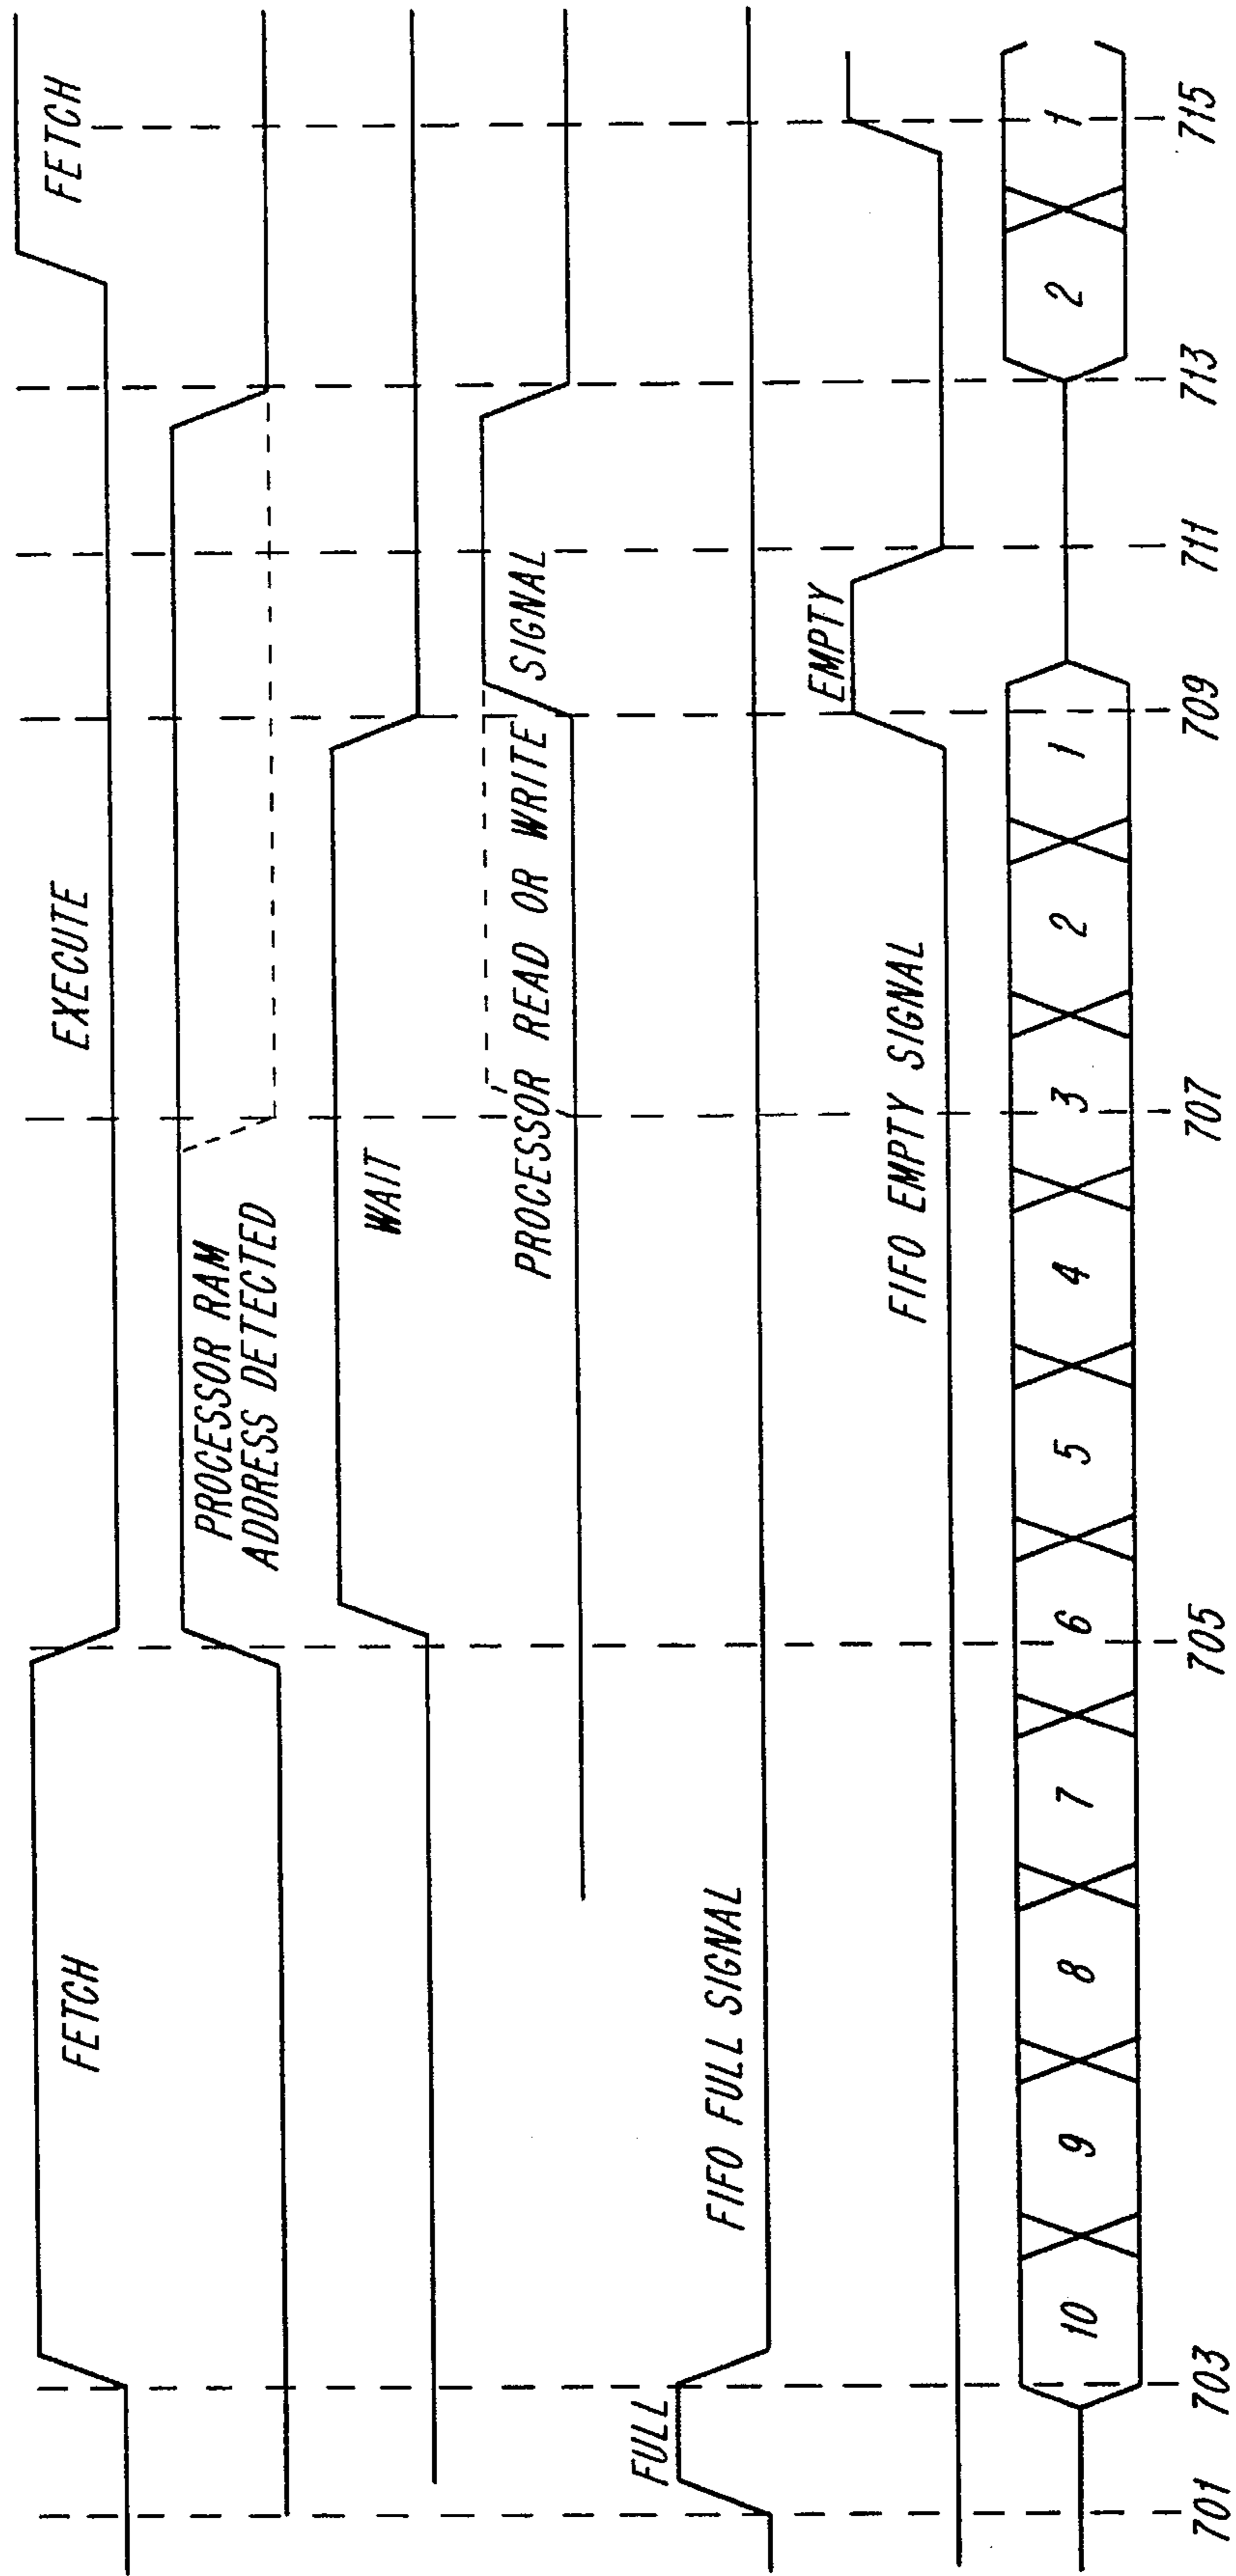 FETCH
EXECUTE
FETCH
PROCESSOR RAM
ADDRESS DETECTED
WAIT
PROCESSOR READ OR WRITE SIGNAL
FULL
FIFO FULL SIGNAL
EMPTY
FIFO EMPTY SIGNAL
10 9 8 7 6 5 4 3 2 1 2 1
701 703 705 707 709 711 713 715